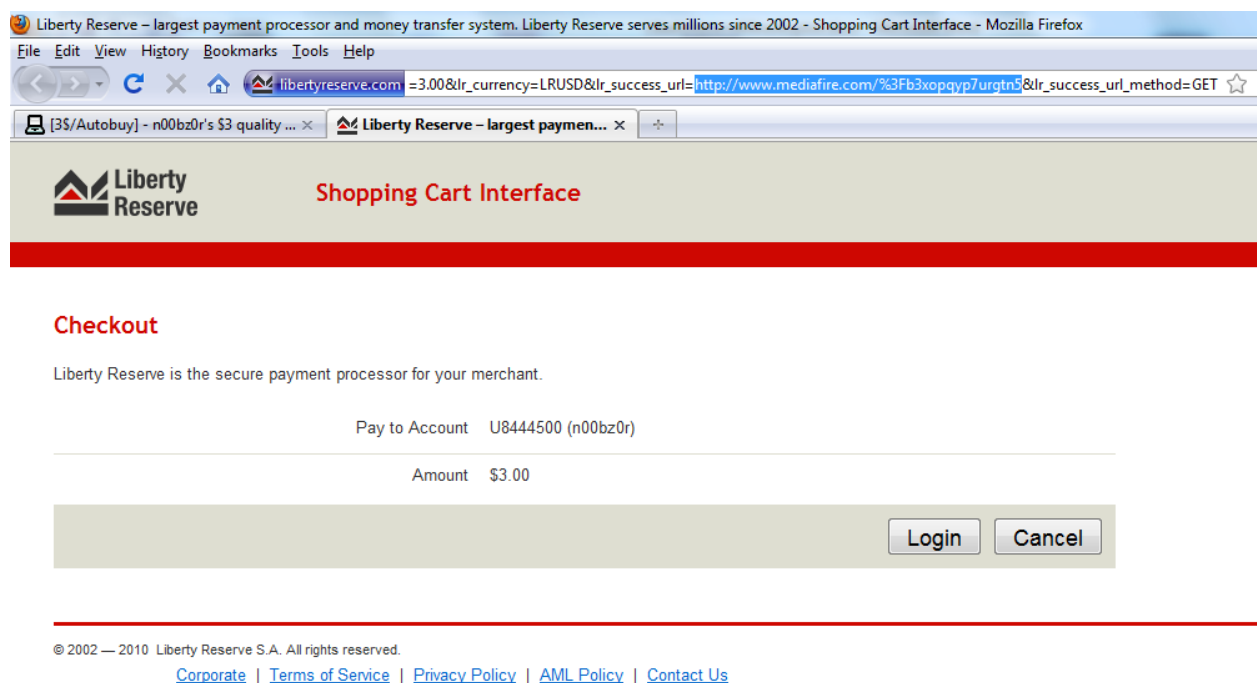 Liberty Reserve – largest payment processor and money transfer system. Liberty Reserve serves millions since 2002 - Shopping Cart Interface - Mozilla Firefox
File Edit View History Bookmarks Tools Help
libertyreserve.com =3.00&lr_currency=LRUSD&lr_success_url=http://www.mediafire.com/%3Fb3xopqyp7urgtn5&lr_success_url_method=GET
[3$/Autobuy] - n00bz0r's $3 quality ... Liberty Reserve – largest paymen...
Liberty
Reserve
Shopping Cart Interface
Checkout
Liberty Reserve is the secure payment processor for your merchant.
Pay to Account U8444500 (n00bz0r)
Amount $3.00
Login Cancel
© 2002 — 2010 Liberty Reserve S.A. All rights reserved.
Corporate | Terms of Service | Privacy Policy | AML Policy | Contact Us